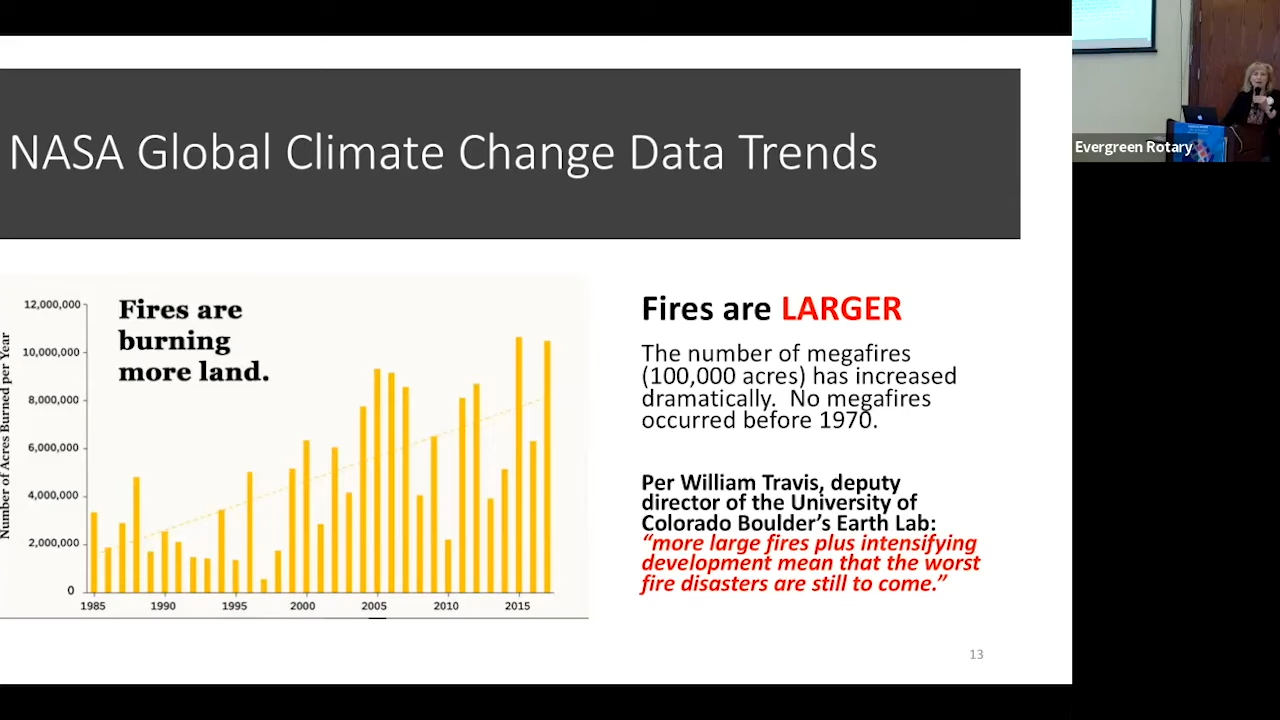 NASA Global Climate Change Data Trends
Evergreen Rotary
Number of Acres Burned per Year
Fires are
burning
more land.
12,000,000
10,000,000
8,000,000
6,000,000
4,000,000
2,000,000
0
1985
1990
1995
2000
2005
2010
2015
Fires are LARGER
The number of megafires
(100,000 acres) has increased
dramatically. No megafires
occurred before 1970.
Per William Travis, deputy
director of the University of
Colorado Boulder’s Earth Lab:
“more large fires plus intensifying
development mean that the worst
fire disasters are still to come.”
13